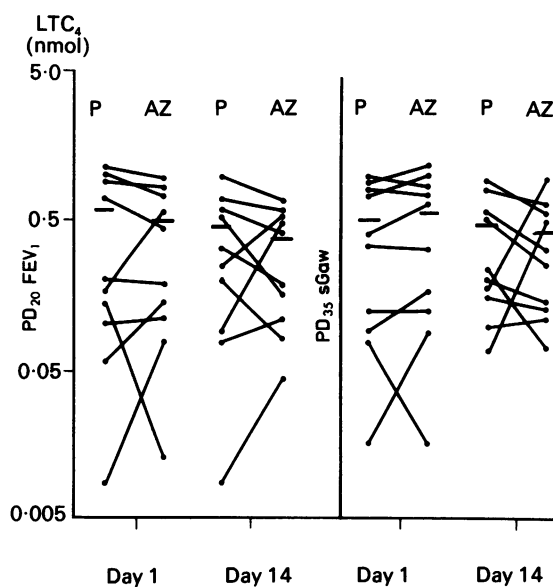 LTC4
(nmol)
5·0
P AZ P AZ P AZ P AZ
0·5
PD20 FEV1
PD35 sGaw
0·05
0·005
Day 1 Day 14 Day 1 Day 14